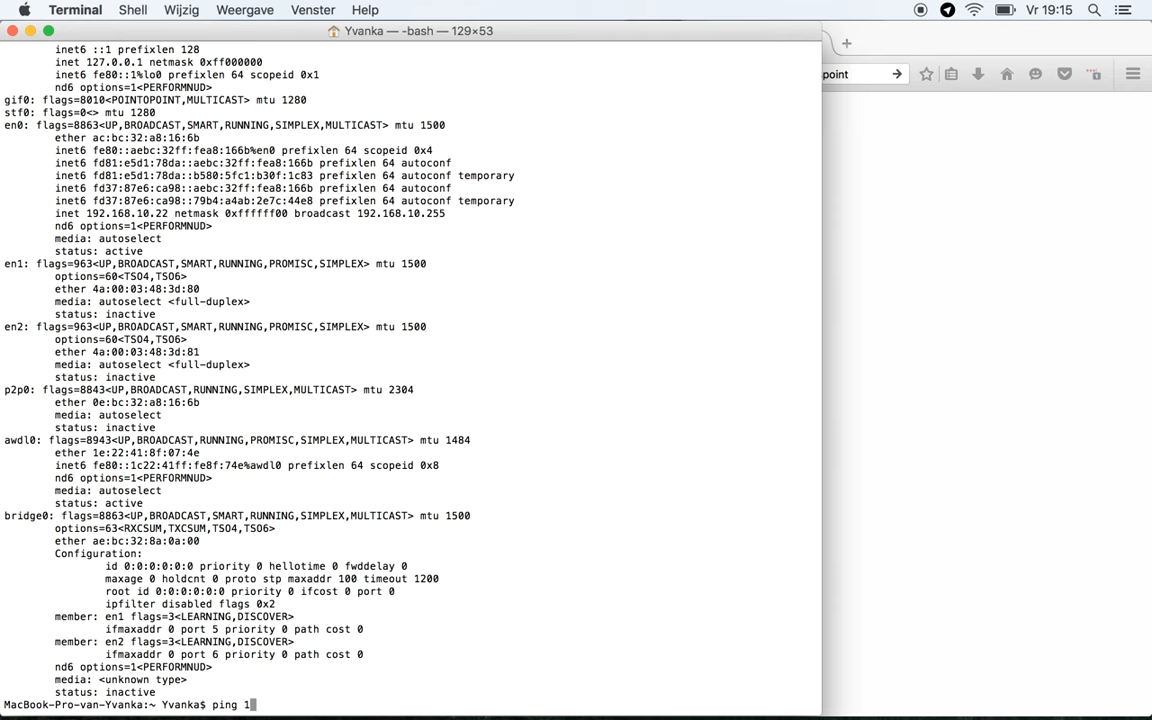 Terminal Shell Wijzig Weergave Venster Help Vr 19:15
Yvanka — -bash — 129×53
point
inet6 ::1 prefixlen 128
inet 127.0.0.1 netmask 0xff000000
inet6 fe80::1%lo0 prefixlen 64 scopeid 0x1
nd6 options=1<PERFORMNUD>
gif0: flags=8010<POINTOPOINT,MULTICAST> mtu 1280
stf0: flags=0<> mtu 1280
en0: flags=8863<UP,BROADCAST,SMART,RUNNING,SIMPLEX,MULTICAST> mtu 1500
ether ac:bc:32:a8:16:6b
inet6 fe80::aebc:32ff:fea8:166b%en0 prefixlen 64 scopeid 0x4
inet6 fd81:e5d1:78da::aebc:32ff:fea8:166b prefixlen 64 autoconf
inet6 fd81:e5d1:78da::b580:5fc1:b30f:1c83 prefixlen 64 autoconf temporary
inet6 fd37:87e6:ca98::aebc:32ff:fea8:166b prefixlen 64 autoconf
inet6 fd37:87e6:ca98::79b4:a4ab:2e7c:44e8 prefixlen 64 autoconf temporary
inet 192.168.10.22 netmask 0xffffff00 broadcast 192.168.10.255
nd6 options=1<PERFORMNUD>
media: autoselect
status: active
en1: flags=963<UP,BROADCAST,SMART,RUNNING,PROMISC,SIMPLEX> mtu 1500
options=60<TSO4,TSO6>
ether 4a:00:03:48:3d:80
media: autoselect <full-duplex>
status: inactive
en2: flags=963<UP,BROADCAST,SMART,RUNNING,PROMISC,SIMPLEX> mtu 1500
options=60<TSO4,TSO6>
ether 4a:00:03:48:3d:81
media: autoselect <full-duplex>
status: inactive
p2p0: flags=8843<UP,BROADCAST,RUNNING,SIMPLEX,MULTICAST> mtu 2304
ether 0e:bc:32:a8:16:6b
media: autoselect
status: inactive
awdl0: flags=8943<UP,BROADCAST,RUNNING,PROMISC,SIMPLEX,MULTICAST> mtu 1484
ether 1e:22:41:8f:07:4e
inet6 fe80::1c22:41ff:fe8f:74e%awdl0 prefixlen 64 scopeid 0x8
nd6 options=1<PERFORMNUD>
media: autoselect
status: active
bridge0: flags=8863<UP,BROADCAST,SMART,RUNNING,SIMPLEX,MULTICAST> mtu 1500
options=63<RXCSUM,TXCSUM,TSO4,TSO6>
ether ae:bc:32:8a:0a:00
Configuration:
id 0:0:0:0:0:0 priority 0 hellotime 0 fwddelay 0
maxage 0 holdcnt 0 proto stp maxaddr 100 timeout 1200
root id 0:0:0:0:0:0 priority 0 ifcost 0 port 0
ipfilter disabled flags 0x2
member: en1 flags=3<LEARNING,DISCOVER>
ifmaxaddr 0 port 5 priority 0 path cost 0
member: en2 flags=3<LEARNING,DISCOVER>
ifmaxaddr 0 port 6 priority 0 path cost 0
nd6 options=1<PERFORMNUD>
media: <unknown type>
status: inactive
MacBook-Pro-van-Yvanka:~ Yvanka$ ping 1